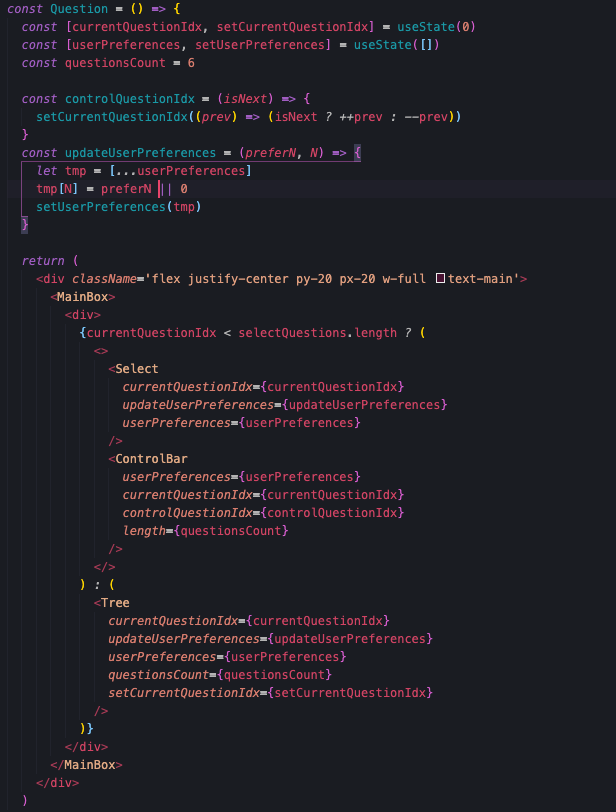 const Question = () => {
const [currentQuestionIdx, setCurrentQuestionIdx] = useState(0)
const [userPreferences, setUserPreferences] = useState([])
const questionsCount = 6
const controlQuestionIdx = (isNext) => {
setCurrentQuestionIdx((prev) => (isNext ? ++prev : --prev))
}
const updateUserPreferences = (preferN, N) => {
let tmp = [...userPreferences]
tmp[N] = preferN || 0
setUserPreferences(tmp)
}
return (
<div className='flex justify-center py-20 px-20 w-full text-main'>
<MainBox>
<div>
{currentQuestionIdx < selectQuestions.length ? (
<>
<Select
currentQuestionIdx={currentQuestionIdx}
updateUserPreferences={updateUserPreferences}
userPreferences={userPreferences}
/>
<ControlBar
userPreferences={userPreferences}
currentQuestionIdx={currentQuestionIdx}
controlQuestionIdx={controlQuestionIdx}
length={questionsCount}
/>
</>
) : (
<Tree
currentQuestionIdx={currentQuestionIdx}
updateUserPreferences={updateUserPreferences}
userPreferences={userPreferences}
questionsCount={questionsCount}
setCurrentQuestionIdx={setCurrentQuestionIdx}
/>
)}
</div>
</MainBox>
</div>
)